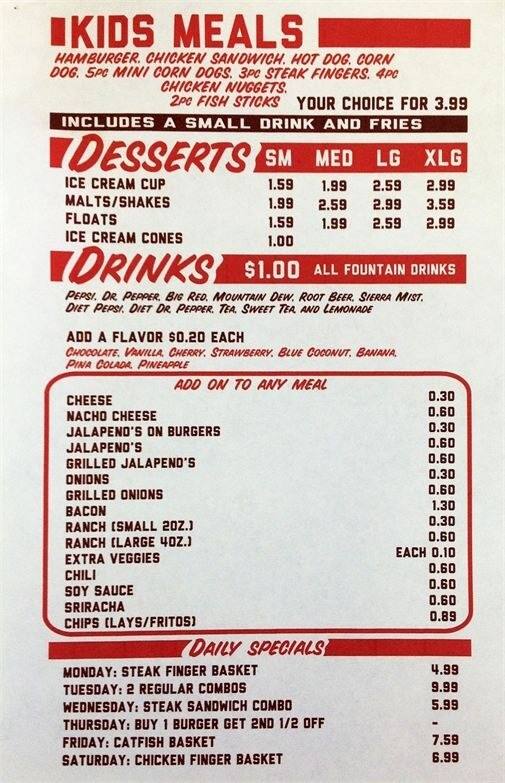 KIDS MEALS
HAMBURGER, CHICKEN SANDWICH, HOT DOG, CORN
DOG, 5PC MINI CORN DOGS, 3PC STEAK FINGERS, 4PC
CHICKEN NUGGETS,
2PC FISH STICKS YOUR CHOICE FOR 3.99
INCLUDES A SMALL DRINK AND FRIES
DESSERTS SM MED LG XLG
ICE CREAM CUP 1.59 1.99 2.59 2.99
MALTS/SHAKES 1.99 2.59 2.99 3.59
FLOATS 1.59 1.99 2.59 2.99
ICE CREAM CONES 1.00
DRINKS $1.00 ALL FOUNTAIN DRINKS
PEPSI, DR. PEPPER, BIG RED, MOUNTAIN DEW, ROOT BEER, SIERRA MIST,
DIET PEPSI, DIET DR. PEPPER, TEA, SWEET TEA, AND LEMONADE
ADD A FLAVOR $0.20 EACH
CHOCOLATE, VANILLA, CHERRY, STRAWBERRY, BLUE COCONUT, BANANA,
PINA COLADA, PINEAPPLE
ADD ON TO ANY MEAL
CHEESE 0.30
NACHO CHEESE 0.60
JALAPENO'S ON BURGERS 0.30
JALAPENO'S 0.60
GRILLED JALAPENO'S 0.60
ONIONS 0.30
GRILLED ONIONS 0.60
BACON 1.30
RANCH (SMALL 2OZ.) 0.30
RANCH (LARGE 4OZ.) 0.60
EXTRA VEGGIES EACH 0.10
CHILI 0.60
SOY SAUCE 0.60
SRIRACHA 0.60
CHIPS (LAYS/FRITOS) 0.89
DAILY SPECIALS
MONDAY: STEAK FINGER BASKET 4.99
TUESDAY: 2 REGULAR COMBOS 9.99
WEDNESDAY: STEAK SANDWICH COMBO 5.99
THURSDAY: BUY 1 BURGER GET 2ND 1/2 OFF -
FRIDAY: CATFISH BASKET 7.59
SATURDAY: CHICKEN FINGER BASKET 6.99